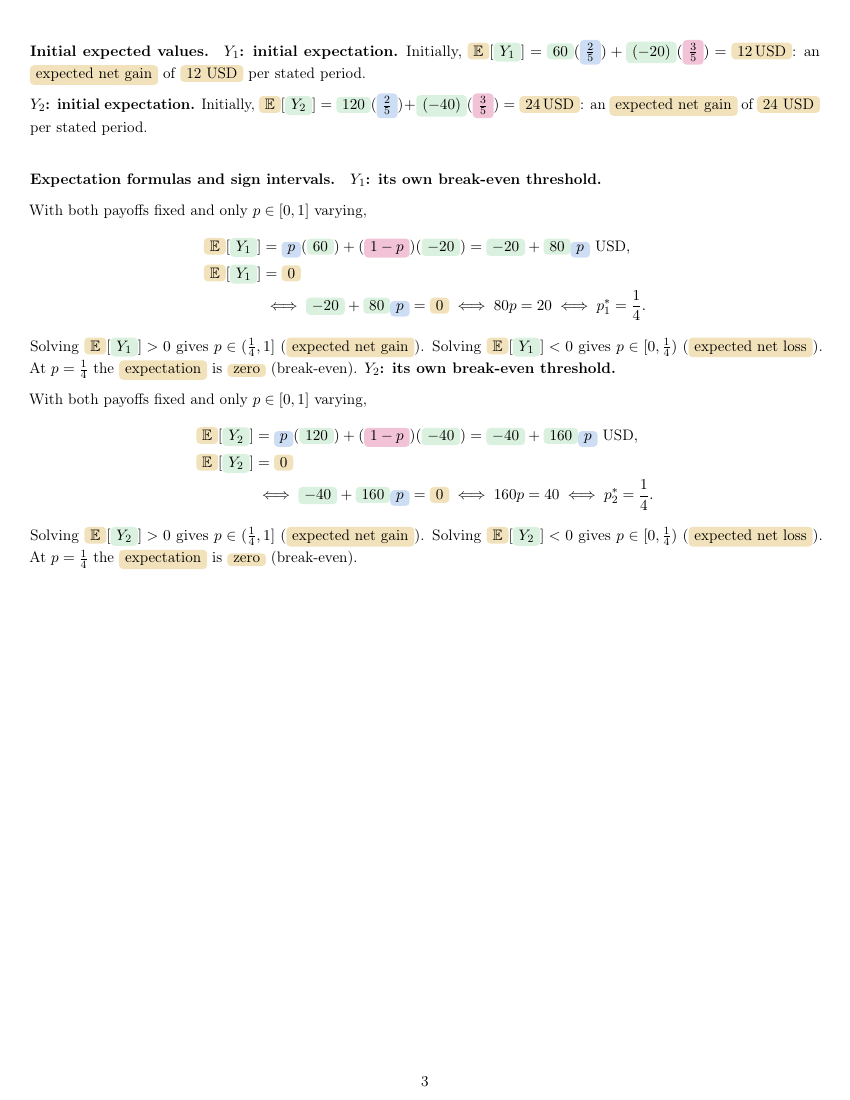 Initial expected values. Y₁: initial expectation. Initially, 𝔼[Y₁] = 60(2/5) + (−20)(3/5) = 12 USD: an
expected net gain of 12 USD per stated period.
Y₂: initial expectation. Initially, 𝔼[Y₂] = 120(2/5)+(−40)(3/5) = 24 USD: an expected net gain of 24 USD
per stated period.
Expectation formulas and sign intervals. Y₁: its own break-even threshold.
With both payoffs fixed and only p ∈ [0, 1] varying,
𝔼[Y₁] = p(60) + (1 − p)(−20) = −20 + 80p USD,
𝔼[Y₁] = 0
⟺ −20 + 80p = 0 ⟺ 80p = 20 ⟺ p₁* = 1/4.
Solving 𝔼[Y₁] > 0 gives p ∈ (1/4, 1] (expected net gain). Solving 𝔼[Y₁] < 0 gives p ∈ [0, 1/4) (expected net loss).
At p = 1/4 the expectation is zero (break-even). Y₂: its own break-even threshold.
With both payoffs fixed and only p ∈ [0, 1] varying,
𝔼[Y₂] = p(120) + (1 − p)(−40) = −40 + 160p USD,
𝔼[Y₂] = 0
⟺ −40 + 160p = 0 ⟺ 160p = 40 ⟺ p₂* = 1/4.
Solving 𝔼[Y₂] > 0 gives p ∈ (1/4, 1] (expected net gain). Solving 𝔼[Y₂] < 0 gives p ∈ [0, 1/4) (expected net loss).
At p = 1/4 the expectation is zero (break-even).
3